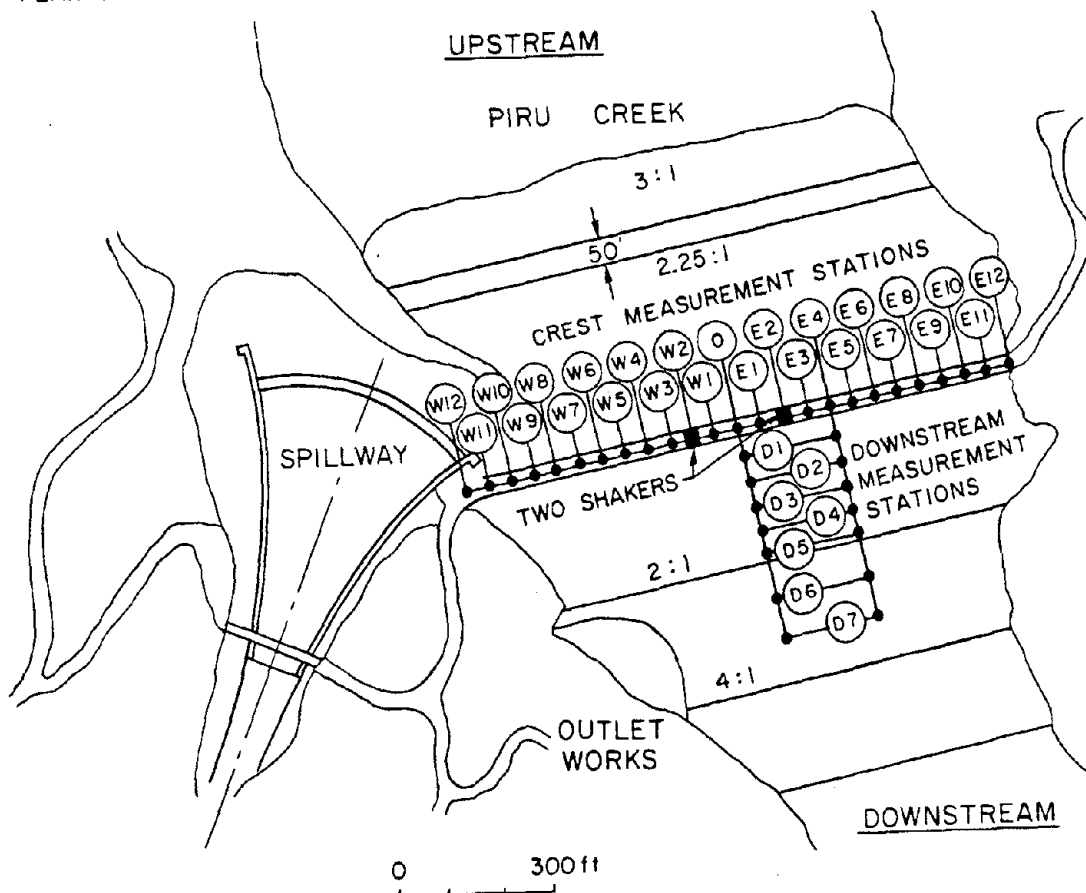 UPSTREAM
PIRU CREEK
3:1
50'
2.25:1
CREST MEASUREMENT STATIONS
W12 W10 W8 W6 W4 W2 O E2 E4 E6 E8 E10 E12
W11 W9 W7 W5 W3 W1 E1 E3 E5 E7 E9 E11
SPILLWAY
TWO SHAKERS
DOWNSTREAM
MEASUREMENT
STATIONS
D1
D2
D3
D4
D5
D6
D7
2:1
4:1
OUTLET
WORKS
DOWNSTREAM
0 300 ft